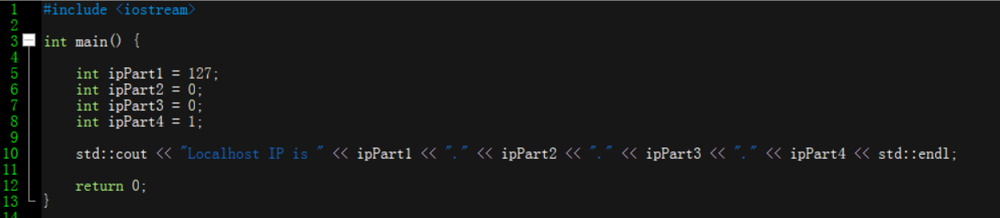 1 #include <iostream>
2
3 int main() {
4
5 int ipPart1 = 127;
6 int ipPart2 = 0;
7 int ipPart3 = 0;
8 int ipPart4 = 1;
9
10 std::cout << "Localhost IP is " << ipPart1 << "." << ipPart2 << "." << ipPart3 << "." << ipPart4 << std::endl;
11
12 return 0;
13 }
14